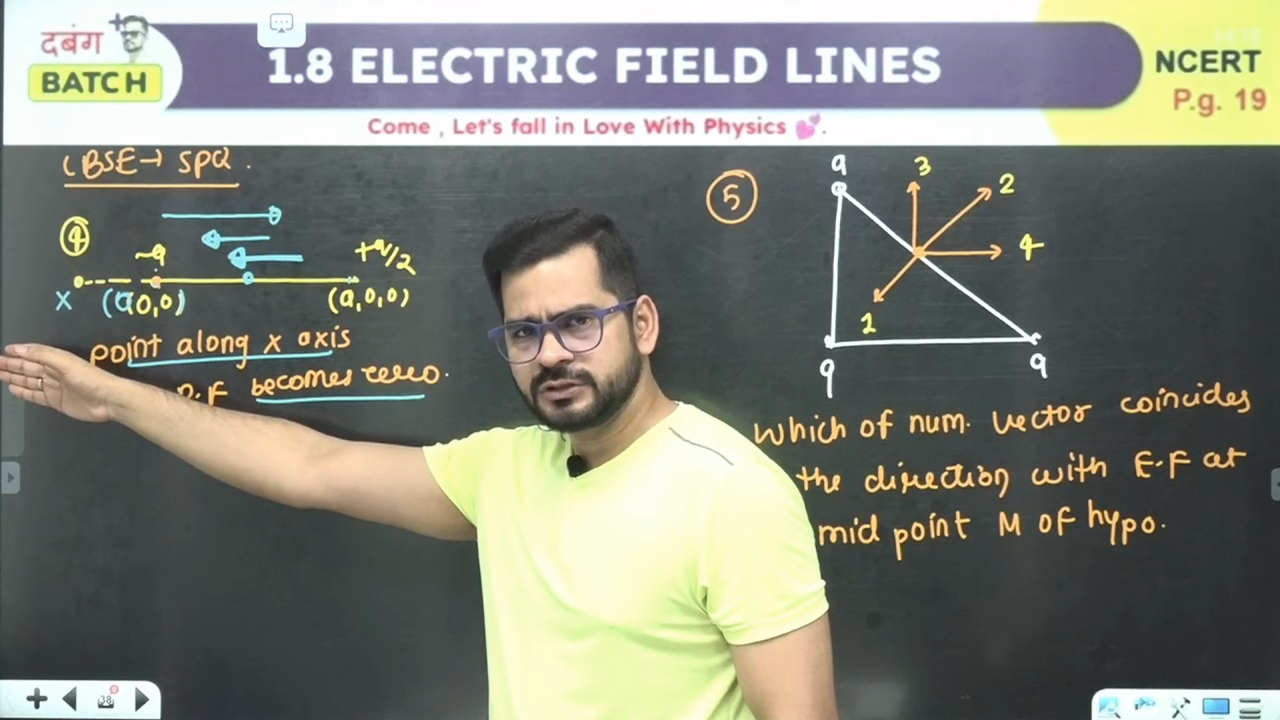 दबंग
BATCH
1.8 ELECTRIC FIELD LINES
NCERT
P.g. 19
Come , Let's fall in Love With Physics 💕.
CBSE→ SPQ.
④
-q
+q/2
x
(0,0,0)
(a,0,0)
point along x axis
E.F becomes zero.
⑤
q
3
2
4
1
q
q
which of num. vector coincides
the direction with E.F at
mid point M of hypo.
38